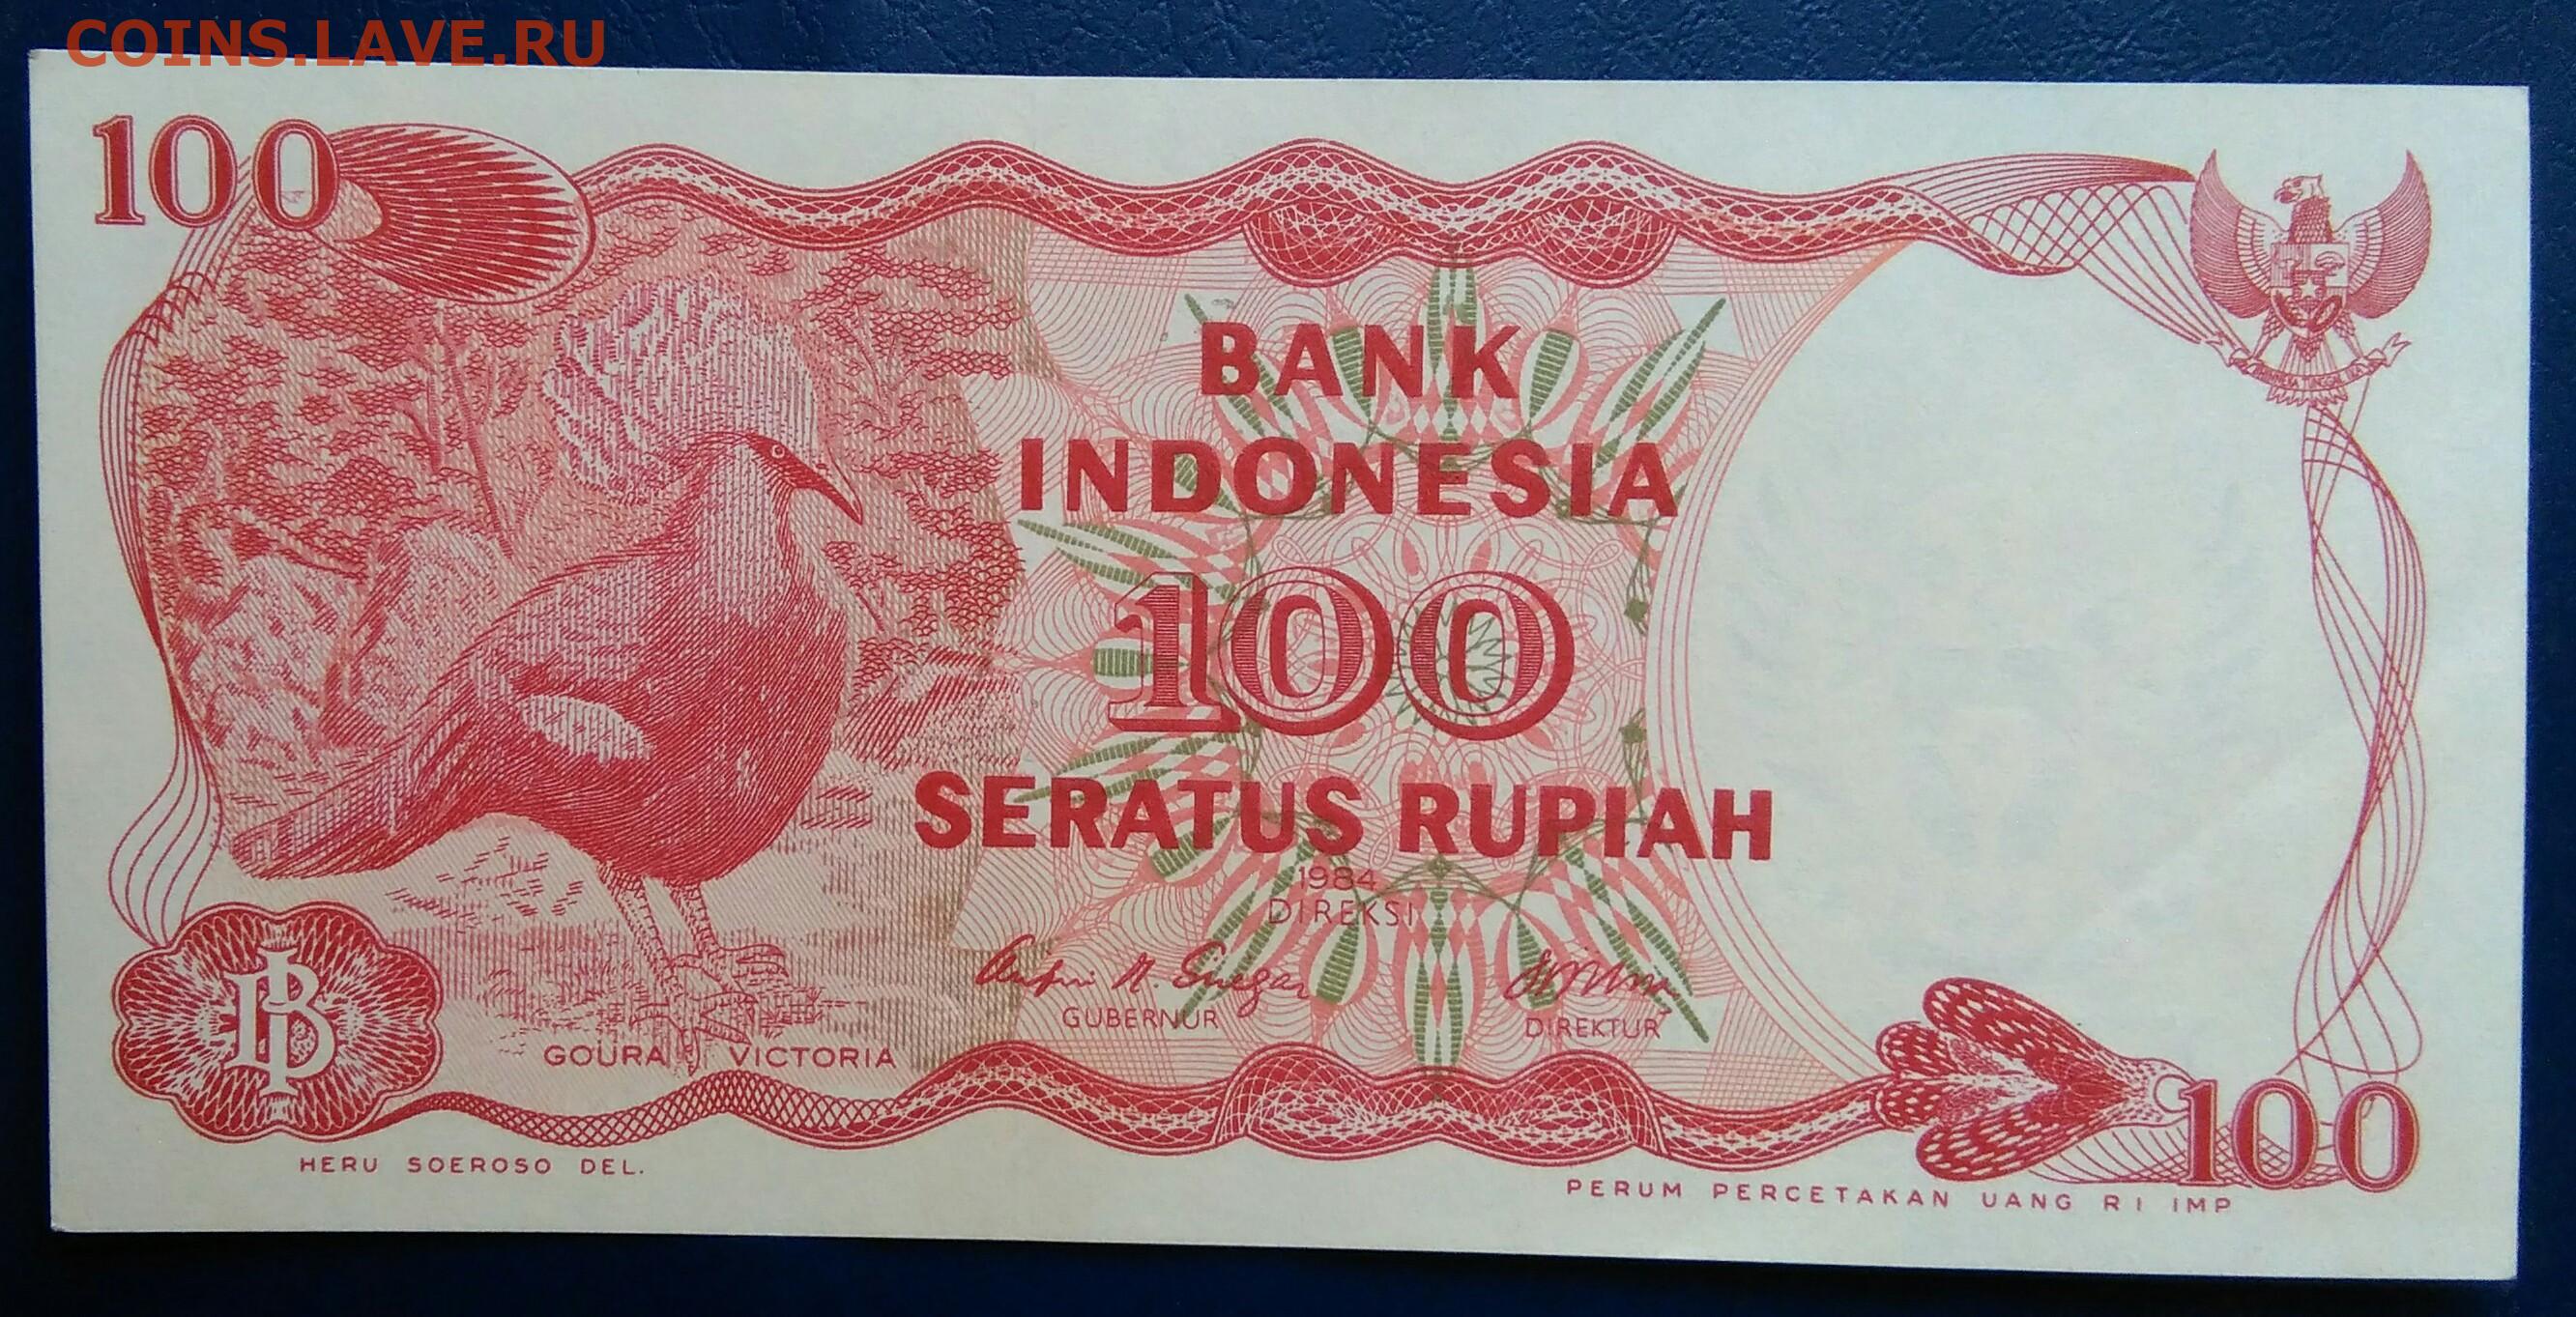 COINS.LAVE.RU
100
BANK
INDONESIA
100
SERATUS RUPIAH
1984
DIREKSI
GUBERNUR
DIREKTUR
GOURA VICTORIA
BI
100
HERU SOEROSO DEL.
PERUM PERCETAKAN UANG RI IMP